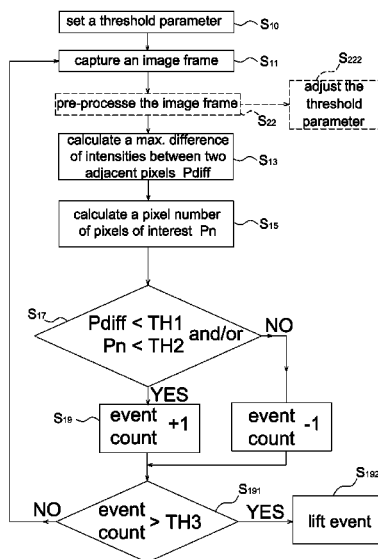 set a threshold parameter
S10
capture an image frame
S11
pre-processe the image frame
S22
S222
adjust the
threshold
parameter
calculate a max. difference
of intensities between two
adjacent pixels Pdiff
S13
calculate a pixel number
of pixels of interest Pn
S15
S17
Pdiff < TH1
and/or
Pn < TH2
NO
YES
S19
event
count +1
event
count -1
NO
event
count > TH3
S191
YES
S192
lift event